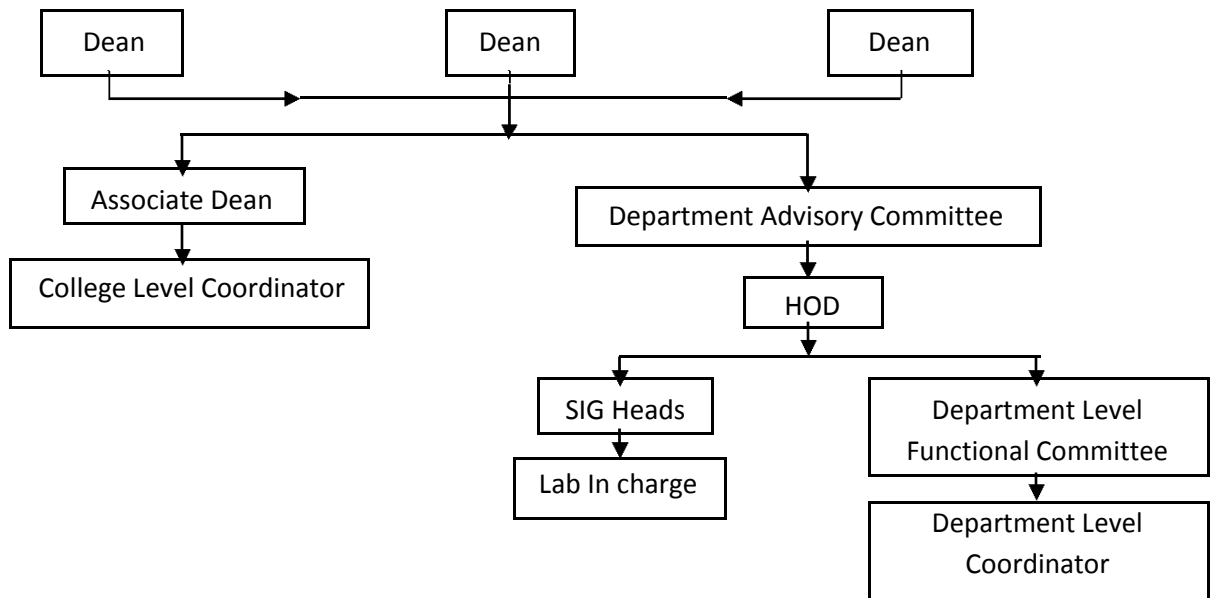 Dean
Dean
Dean
Associate Dean
Department Advisory Committee
College Level Coordinator
HOD
SIG Heads
Department Level
Functional Committee
Lab In charge
Department Level
Coordinator